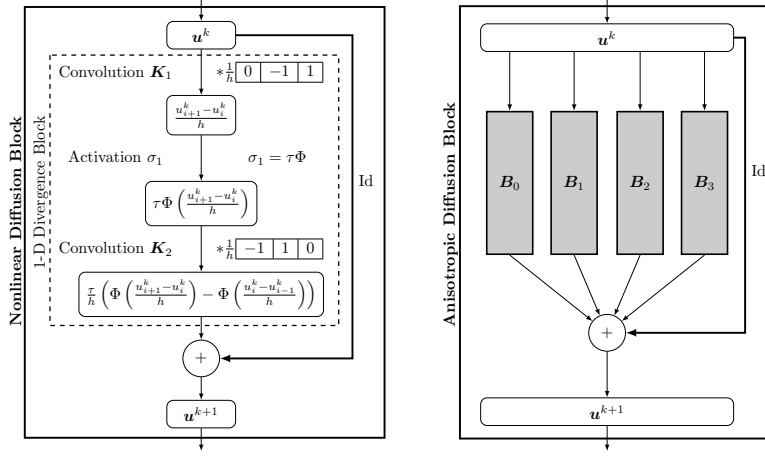 Nonlinear Diffusion Block
1-D Divergence Block
u^k
Convolution K_1
* 1/h 0 −1 1
(u^k_{i+1} − u^k_i)/h
Activation σ_1
σ_1 = τΦ
τΦ ((u^k_{i+1} − u^k_i)/h)
Id
Convolution K_2
* 1/h −1 1 0
τ/h (Φ ((u^k_{i+1} − u^k_i)/h) − Φ ((u^k_i − u^k_{i−1})/h))
+
u^{k+1}
Anisotropic Diffusion Block
u^k
B_0 B_1 B_2 B_3
Id
+
u^{k+1}